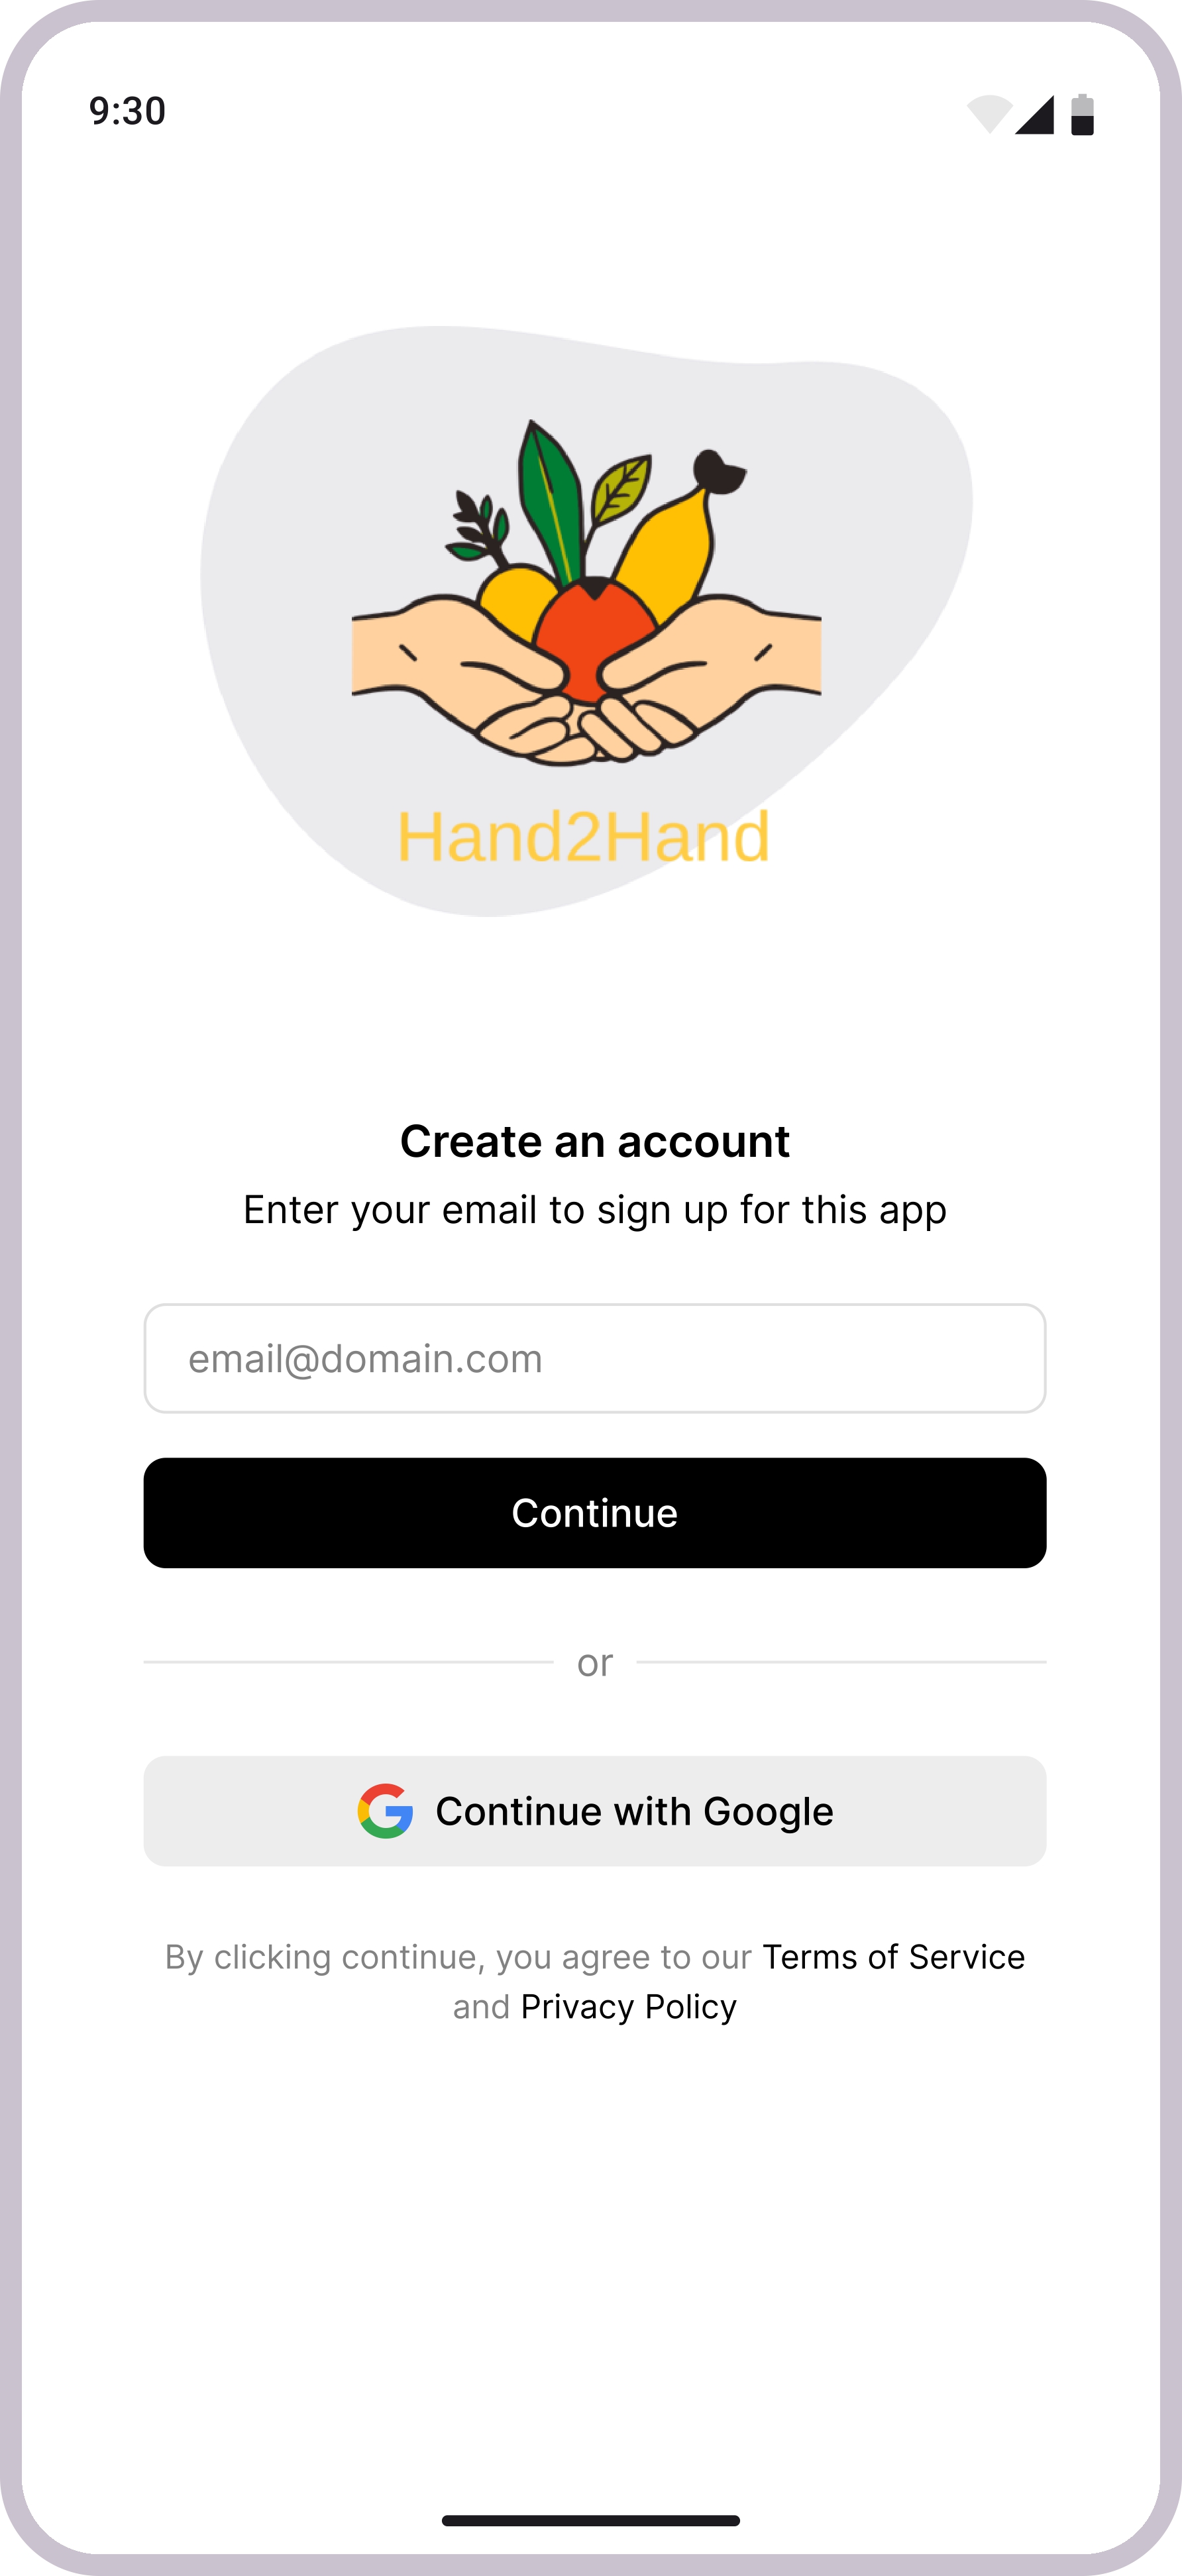 9:30
Hand2Hand
Create an account
Enter your email to sign up for this app
email@domain.com
Continue
or
Continue with Google
By clicking continue, you agree to our Terms of Service
and Privacy Policy